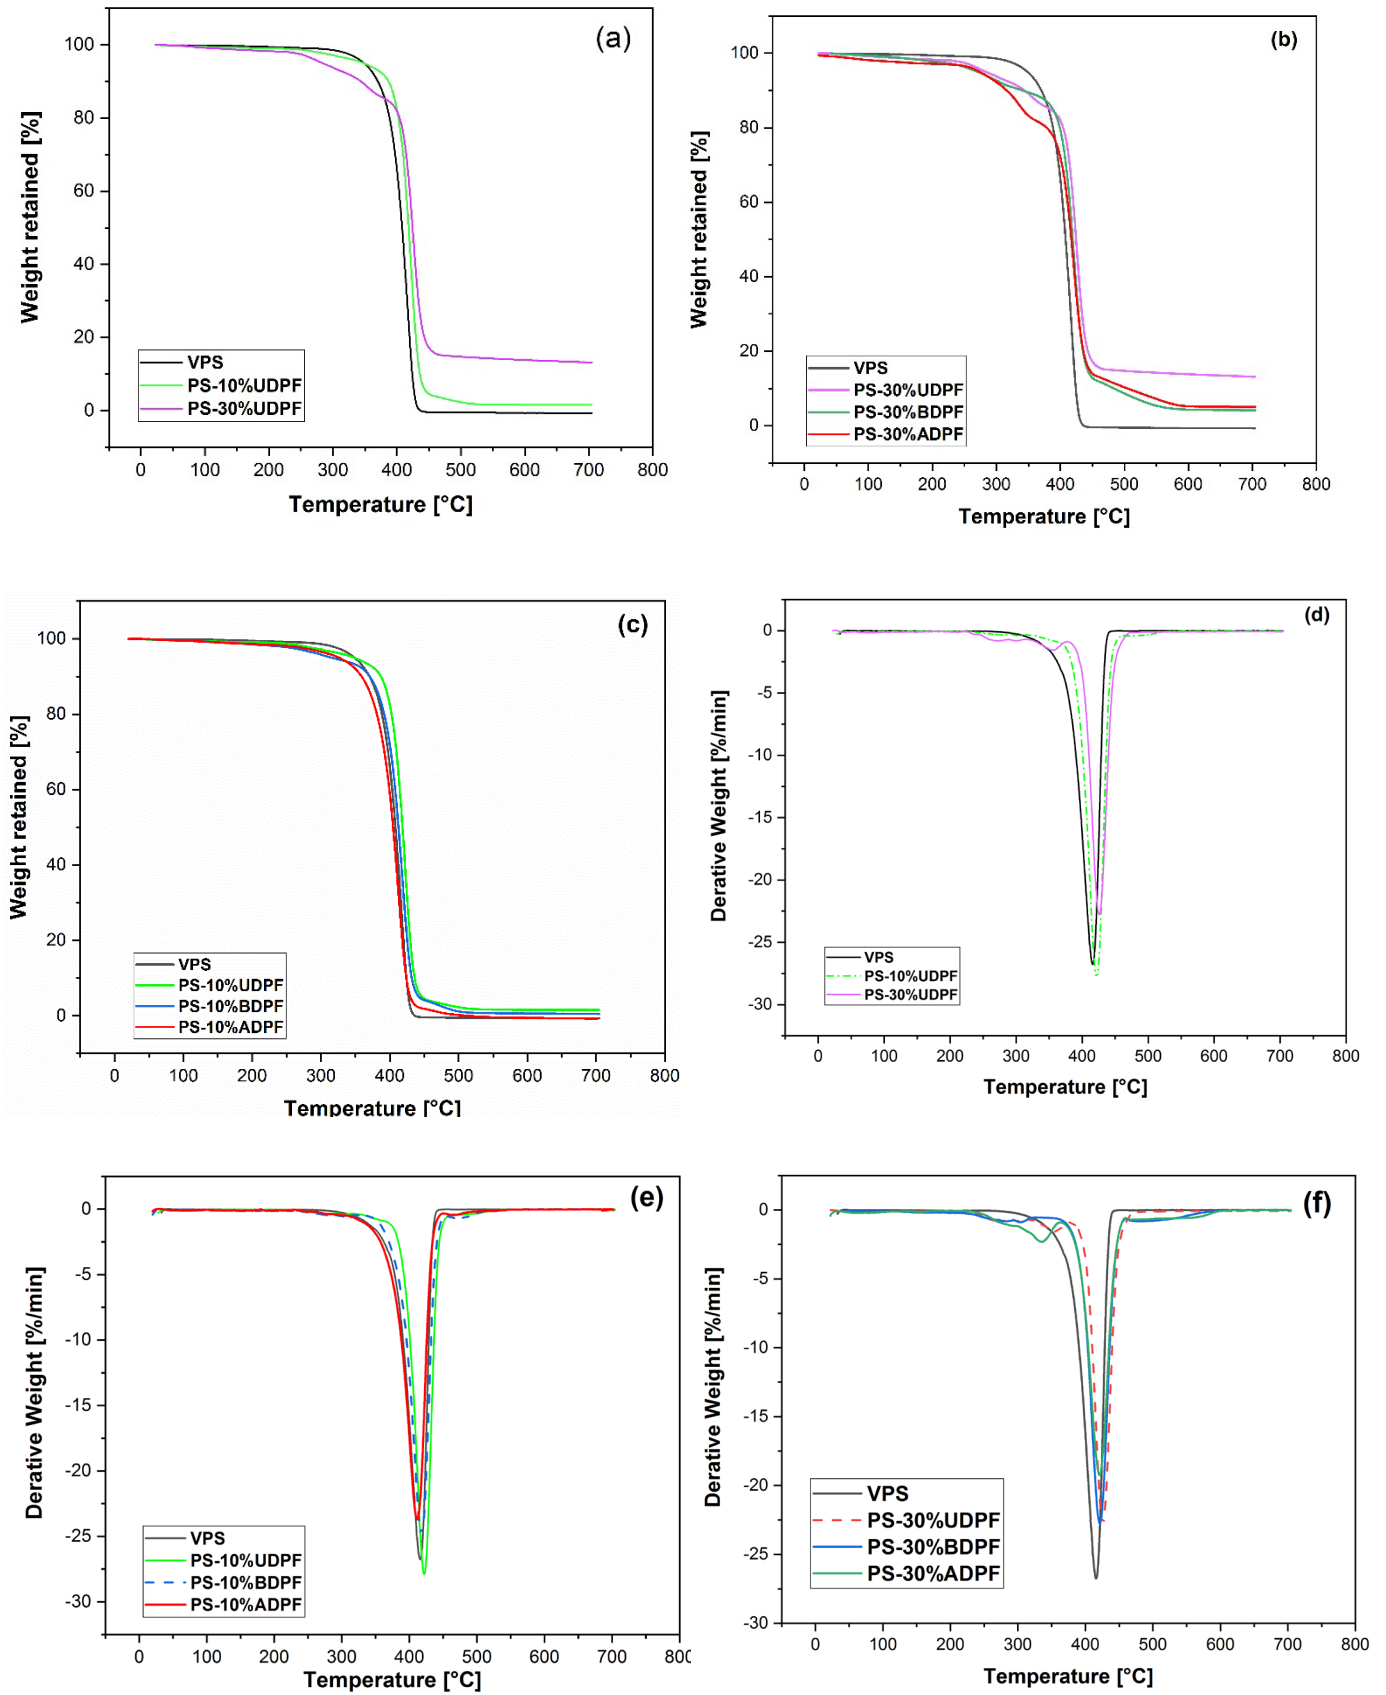 (a)
Weight retained [%]
100
80
60
40
20
0
VPS
PS-10%UDPF
PS-30%UDPF
0 100 200 300 400 500 600 700 800
Temperature [°C]
(b)
Weight retained [%]
100
80
60
40
20
0
VPS
PS-30%UDPF
PS-30%BDPF
PS-30%ADPF
0 100 200 300 400 500 600 700 800
Temperature [°C]
(c)
Weight retained [%]
100
80
60
40
20
0
VPS
PS-10%UDPF
PS-10%BDPF
PS-10%ADPF
0 100 200 300 400 500 600 700 800
Temperature [°C]
(d)
Derative Weight [%/min]
0
-5
-10
-15
-20
-25
-30
VPS
PS-10%UDPF
PS-30%UDPF
0 100 200 300 400 500 600 700 800
Temperature [°C]
(e)
Derative Weight [%/min]
0
-5
-10
-15
-20
-25
-30
VPS
PS-10%UDPF
PS-10%BDPF
PS-10%ADPF
0 100 200 300 400 500 600 700 800
Temperature [°C]
(f)
Derative Weight [%/min]
0
-5
-10
-15
-20
-25
-30
VPS
PS-30%UDPF
PS-30%BDPF
PS-30%ADPF
0 100 200 300 400 500 600 700 800
Temperature [°C]